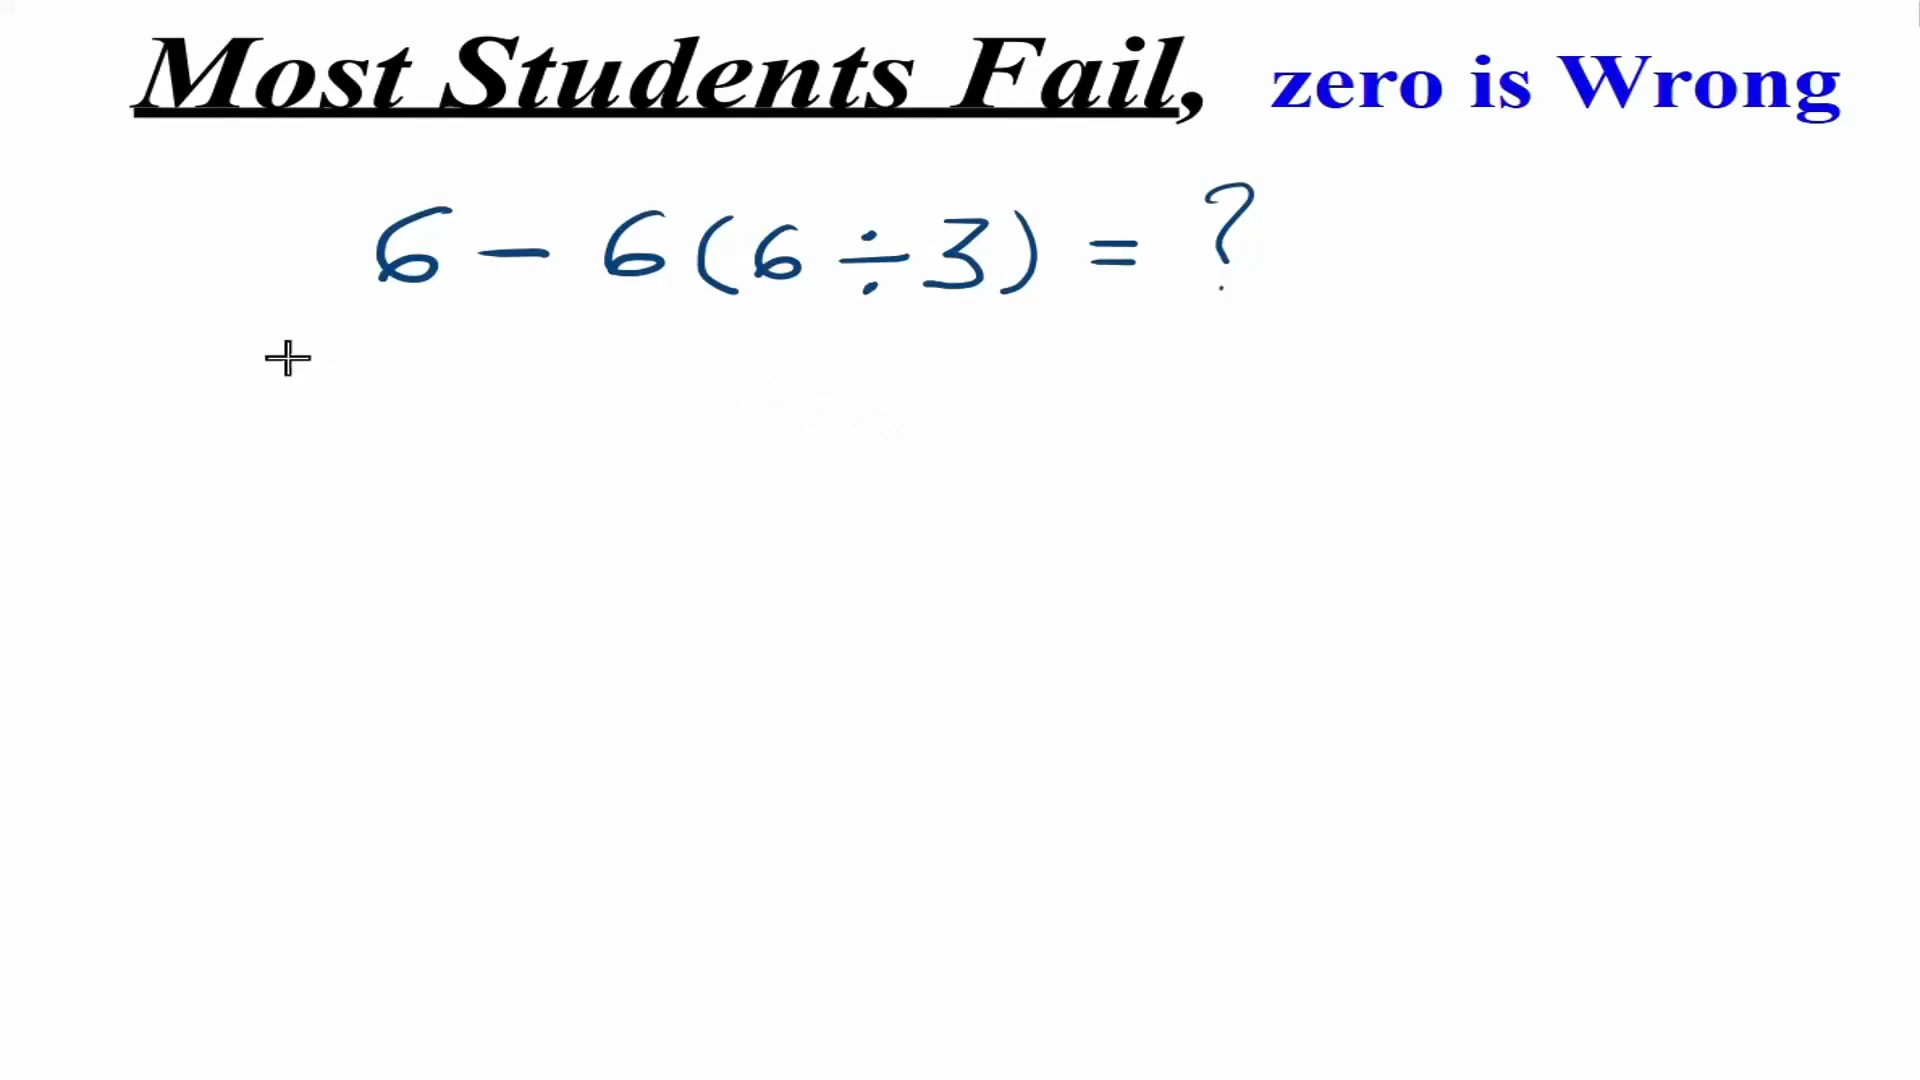 Most Students Fail, zero is Wrong
6 − 6(6 ÷ 3) = ?